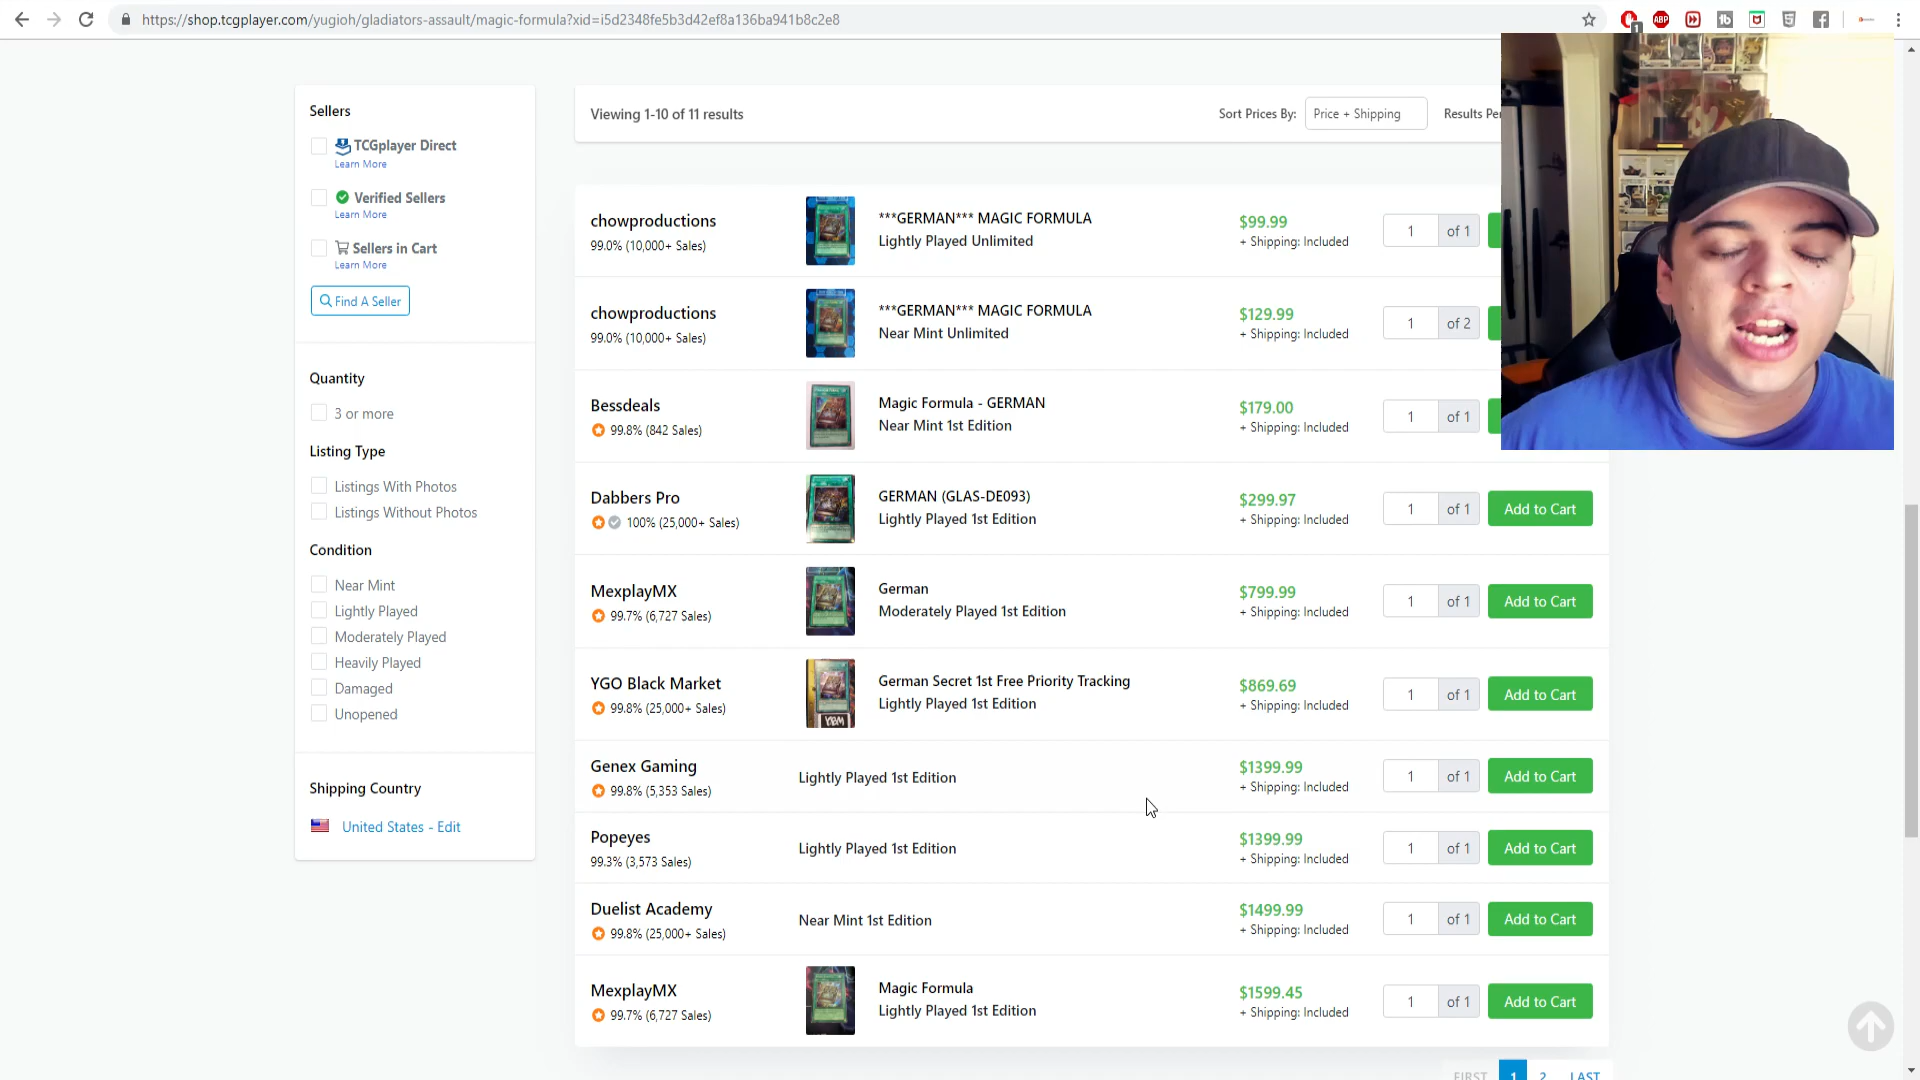 https://shop.tcgplayer.com/yugioh/gladiators-assault/magic-formula?xid=i5d2348fe5b3d42ef8a136ba941b8c2e8
1
ABP
Sellers
TCGplayer Direct
Learn More
Verified Sellers
Learn More
Sellers in Cart
Learn More
Find A Seller
Quantity
3 or more
Listing Type
Listings With Photos
Listings Without Photos
Condition
Near Mint
Lightly Played
Moderately Played
Heavily Played
Damaged
Unopened
Shipping Country
United States - Edit
Viewing 1-10 of 11 results
Sort Prices By: Price + Shipping Results Per
chowproductions ***GERMAN*** MAGIC FORMULA $99.99
99.0% (10,000+ Sales) Lightly Played Unlimited + Shipping: Included 1 of 1
chowproductions ***GERMAN*** MAGIC FORMULA $129.99
99.0% (10,000+ Sales) Near Mint Unlimited + Shipping: Included 1 of 2
Bessdeals Magic Formula - GERMAN $179.00
99.8% (842 Sales) Near Mint 1st Edition + Shipping: Included 1 of 1
Dabbers Pro GERMAN (GLAS-DE093) $299.97
100% (25,000+ Sales) Lightly Played 1st Edition + Shipping: Included 1 of 1 Add to Cart
MexplayMX German $799.99
99.7% (6,727 Sales) Moderately Played 1st Edition + Shipping: Included 1 of 1 Add to Cart
YGO Black Market German Secret 1st Free Priority Tracking $869.69
99.8% (25,000+ Sales) YBM Lightly Played 1st Edition + Shipping: Included 1 of 1 Add to Cart
Genex Gaming Lightly Played 1st Edition $1399.99
99.8% (5,353 Sales) + Shipping: Included 1 of 1 Add to Cart
Popeyes Lightly Played 1st Edition $1399.99
99.3% (3,573 Sales) + Shipping: Included 1 of 1 Add to Cart
Duelist Academy Near Mint 1st Edition $1499.99
99.8% (25,000+ Sales) + Shipping: Included 1 of 1 Add to Cart
MexplayMX Magic Formula $1599.45
99.7% (6,727 Sales) Lightly Played 1st Edition + Shipping: Included 1 of 1 Add to Cart
FIRST 1 2 LAST